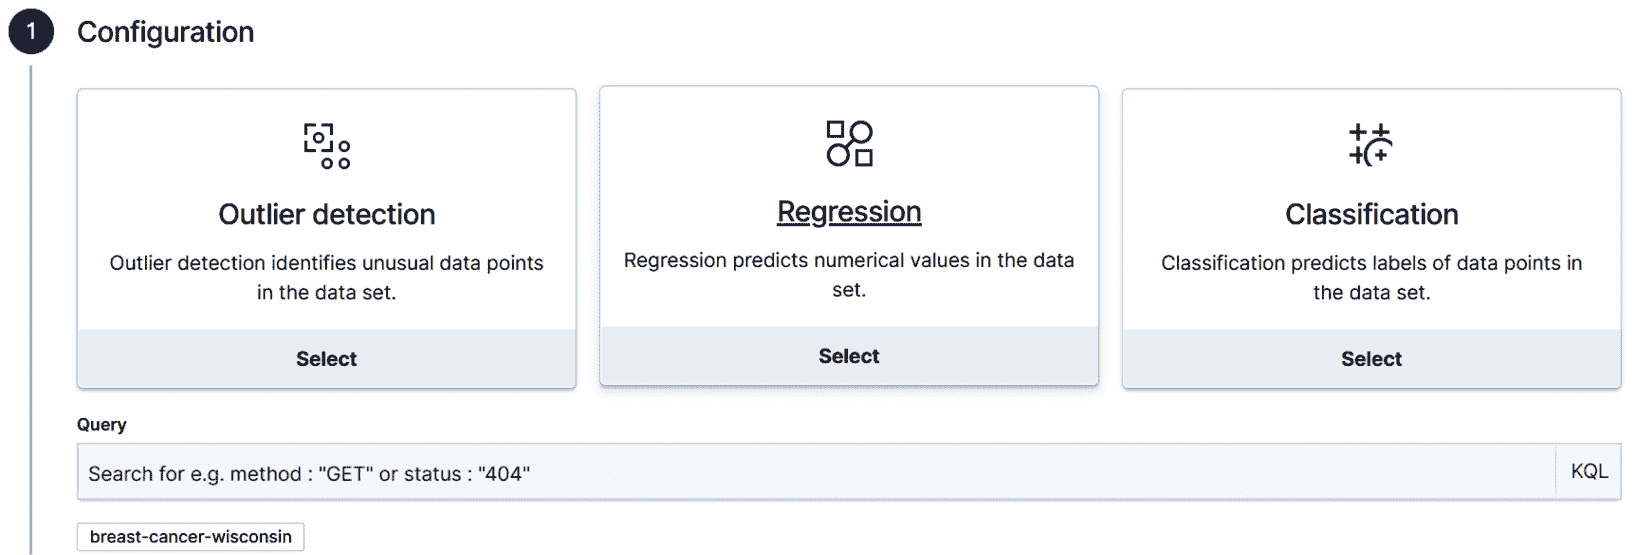 1 Configuration
Outlier detection
Outlier detection identifies unusual data points
in the data set.
Select
Regression
Regression predicts numerical values in the data
set.
Select
Classification
Classification predicts labels of data points in
the data set.
Select
Query
Search for e.g. method : "GET" or status : "404"
KQL
breast-cancer-wisconsin